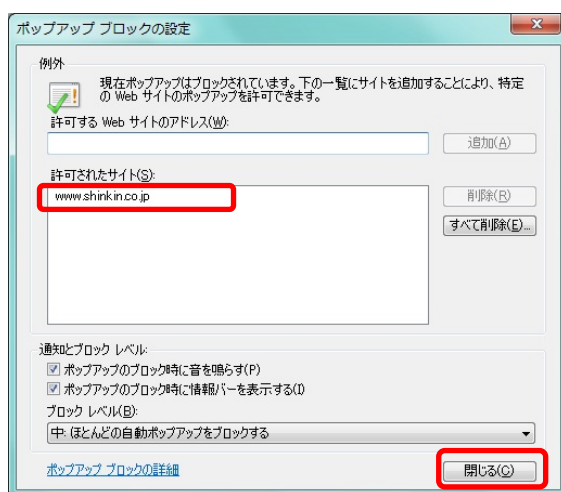 ポップアップ ブロックの設定
例外
現在ポップアップはブロックされています。下の一覧にサイトを追加することにより、特定
の Web サイトのポップアップを許可できます。
許可する Web サイトのアドレス(W):
追加(A)
許可されたサイト(S):
www.shinkin.co.jp
削除(R)
すべて削除(E)...
通知とブロック レベル:
ポップアップのブロック時に音を鳴らす(P)
ポップアップのブロック時に情報バーを表示する(I)
ブロック レベル(B):
中: ほとんどの自動ポップアップをブロックする
ポップアップ ブロックの詳細
閉じる(C)